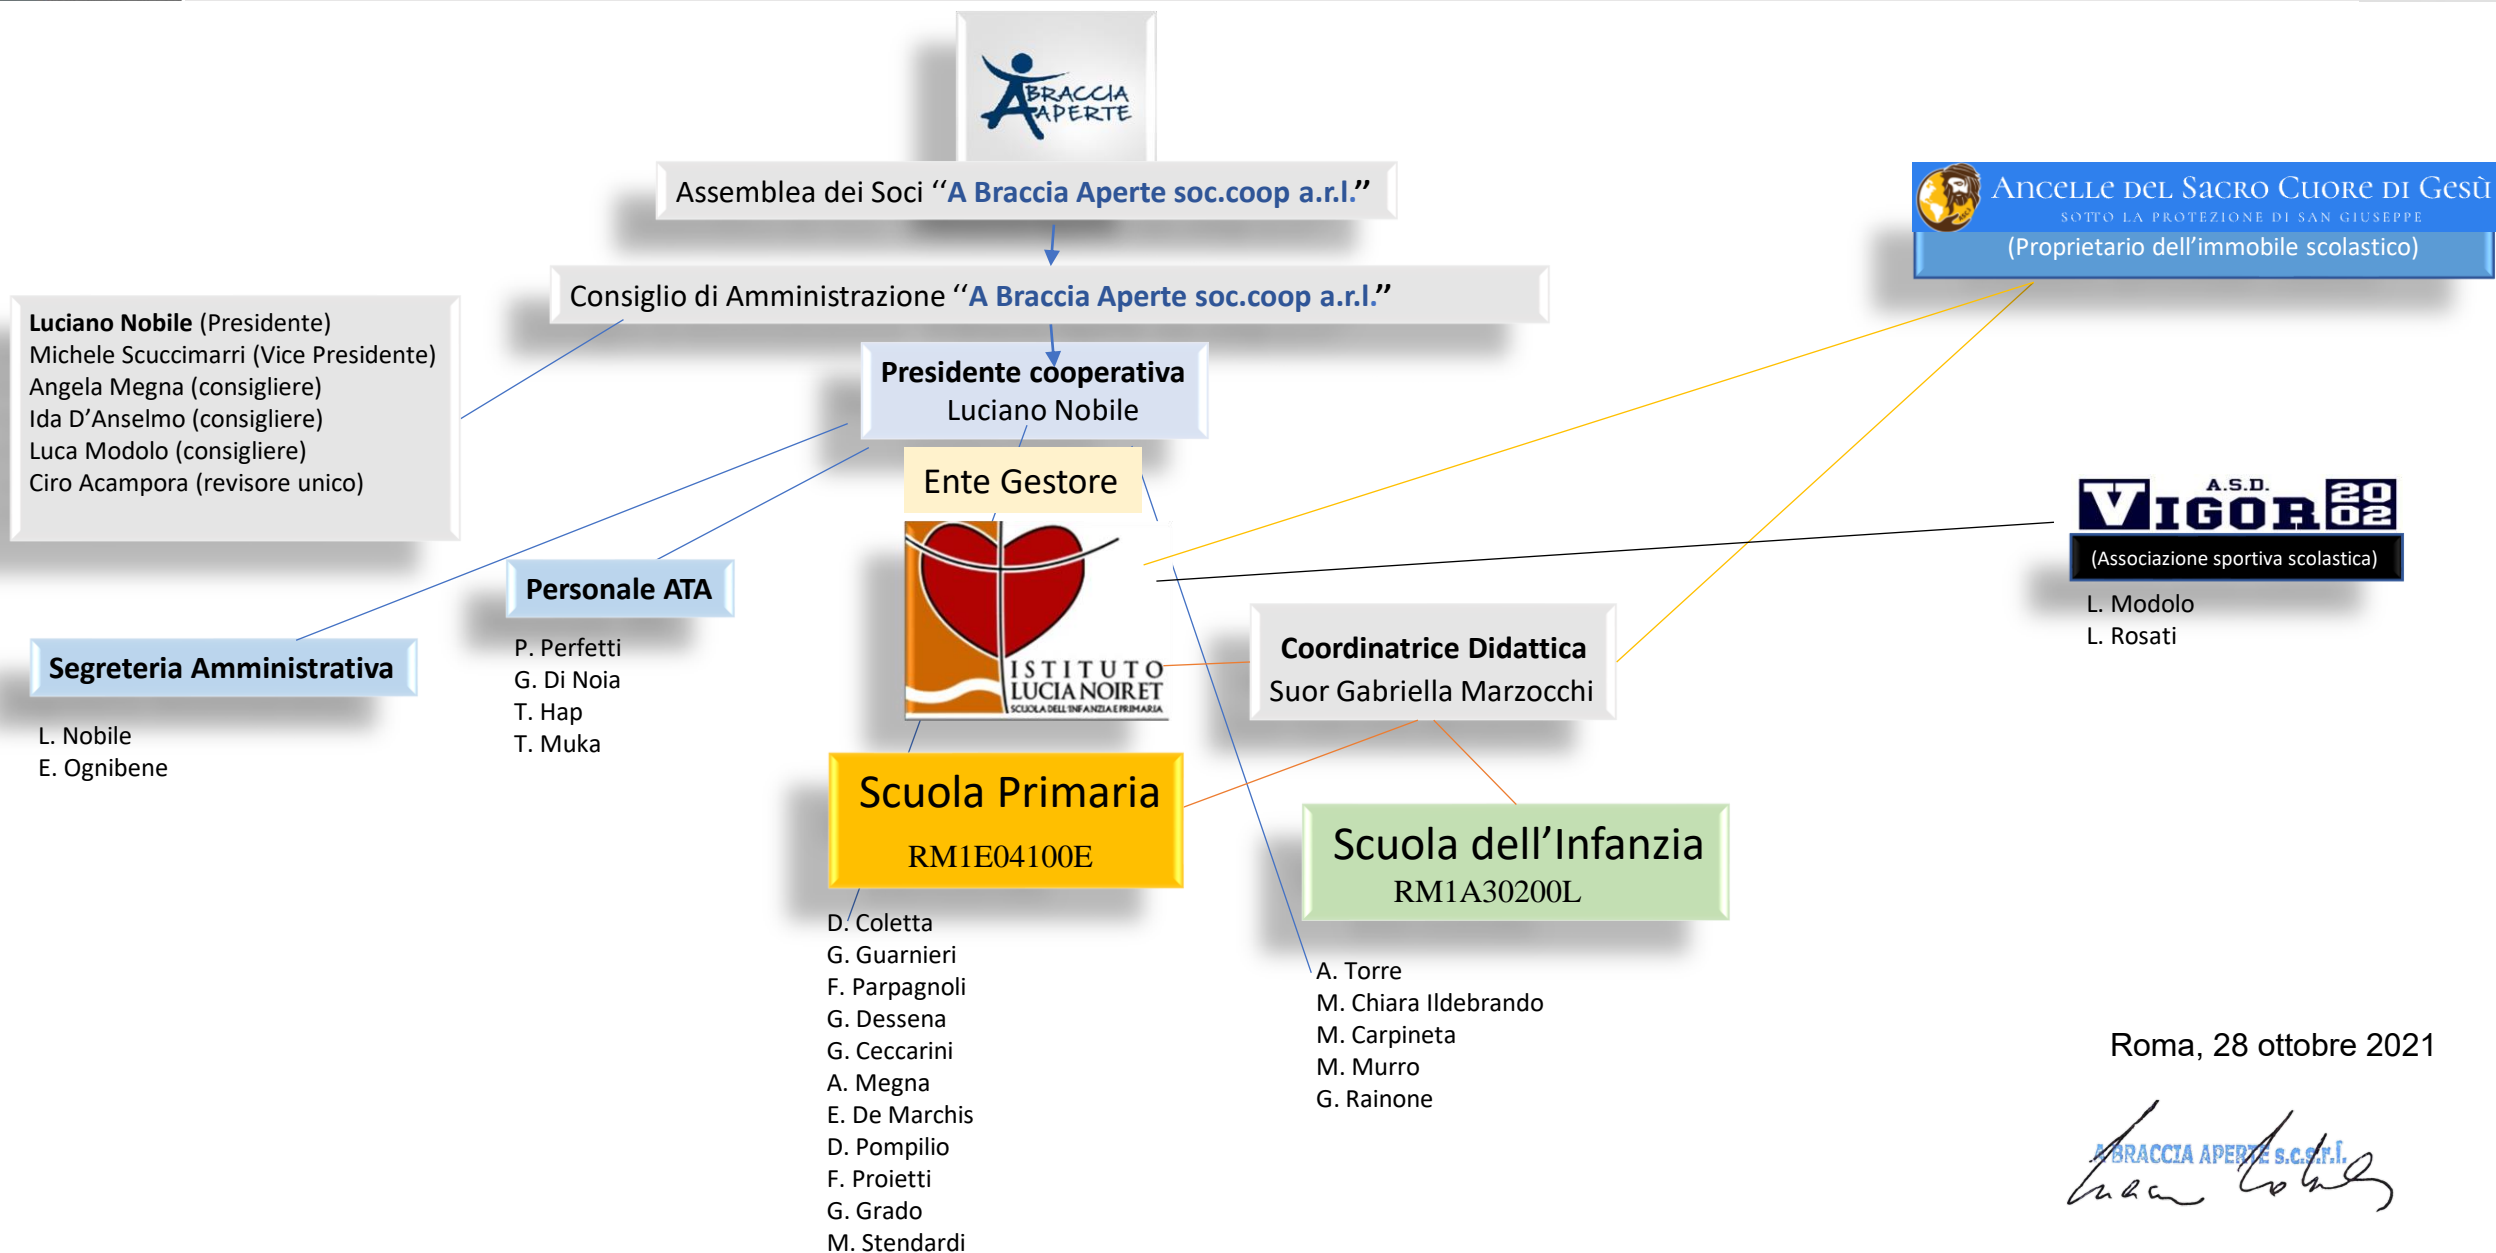 ABRACCIA
APERTE
Assemblea dei Soci ‘‘A Braccia Aperte soc.coop a.r.l.’’
Consiglio di Amministrazione ‘‘A Braccia Aperte soc.coop a.r.l.’’
Luciano Nobile (Presidente)
Michele Scuccimarri (Vice Presidente)
Angela Megna (consigliere)
Ida D’Anselmo (consigliere)
Luca Modolo (consigliere)
Ciro Acampora (revisore unico)
Presidente cooperativa
Luciano Nobile
Ente Gestore
ISTITUTO
LUCIA NOIRET
SCUOLA DELL'INFANZIA E PRIMARIA
Ancelle del Sacro Cuore di Gesù
SOTTO LA PROTEZIONE DI SAN GIUSEPPE
(Proprietario dell’immobile scolastico)
A.S.D.
VIGOR 2002
(Associazione sportiva scolastica)
L. Modolo
L. Rosati
Personale ATA
P. Perfetti
G. Di Noia
T. Hap
T. Muka
Segreteria Amministrativa
L. Nobile
E. Ognibene
Coordinatrice Didattica
Suor Gabriella Marzocchi
Scuola Primaria
RM1E04100E
D. Coletta
G. Guarnieri
F. Parpagnoli
G. Dessena
G. Ceccarini
A. Megna
E. De Marchis
D. Pompilio
F. Proietti
G. Grado
M. Stendardi
Scuola dell’Infanzia
RM1A30200L
A. Torre
M. Chiara Ildebrando
M. Carpineta
M. Murro
G. Rainone
Roma, 28 ottobre 2021
A BRACCIA APERTE s.c.s.r.l.